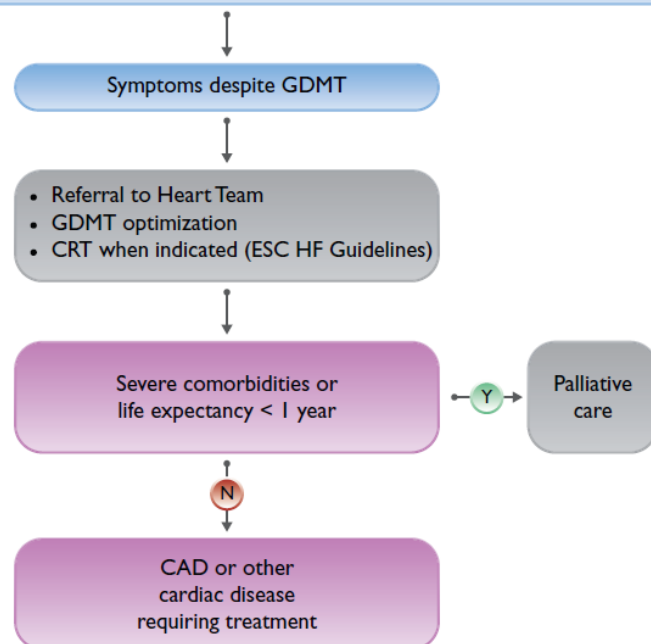 Symptoms despite GDMT
• Referral to Heart Team
• GDMT optimization
• CRT when indicated (ESC HF Guidelines)
Severe comorbidities or
life expectancy < 1 year
Y
Palliative
care
N
CAD or other
cardiac disease
requiring treatment